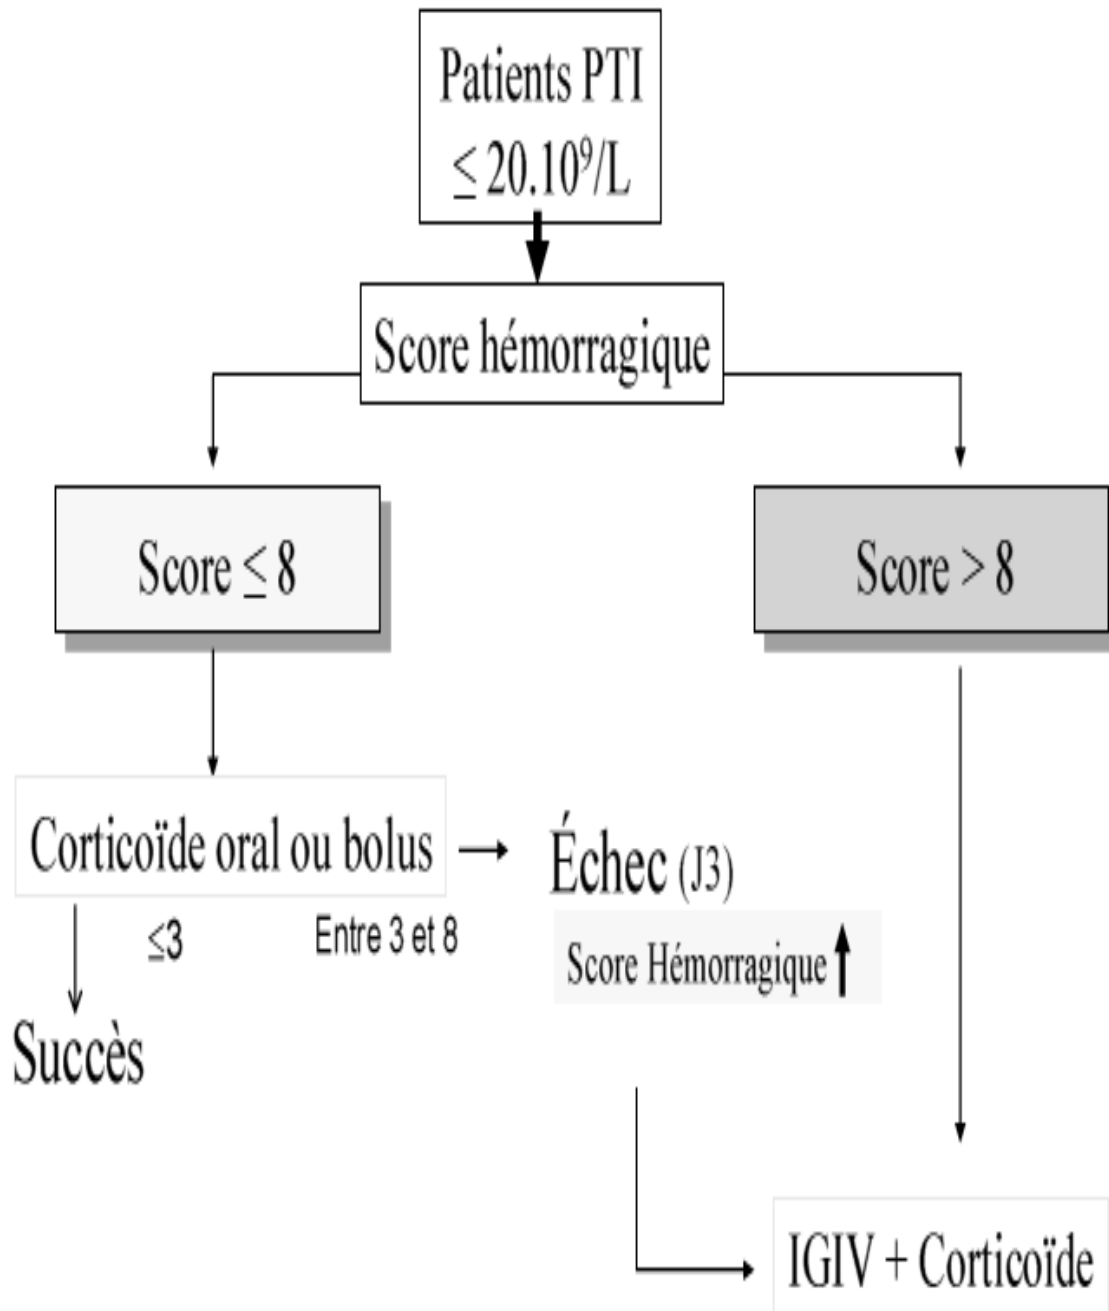 Patients PTI
≤ 20.10⁹/L
Score hémorragique
Score ≤ 8
Score > 8
Corticoïde oral ou bolus
Échec (J3)
≤3
Entre 3 et 8
Score Hémorragique
Succès
IGIV + Corticoïde